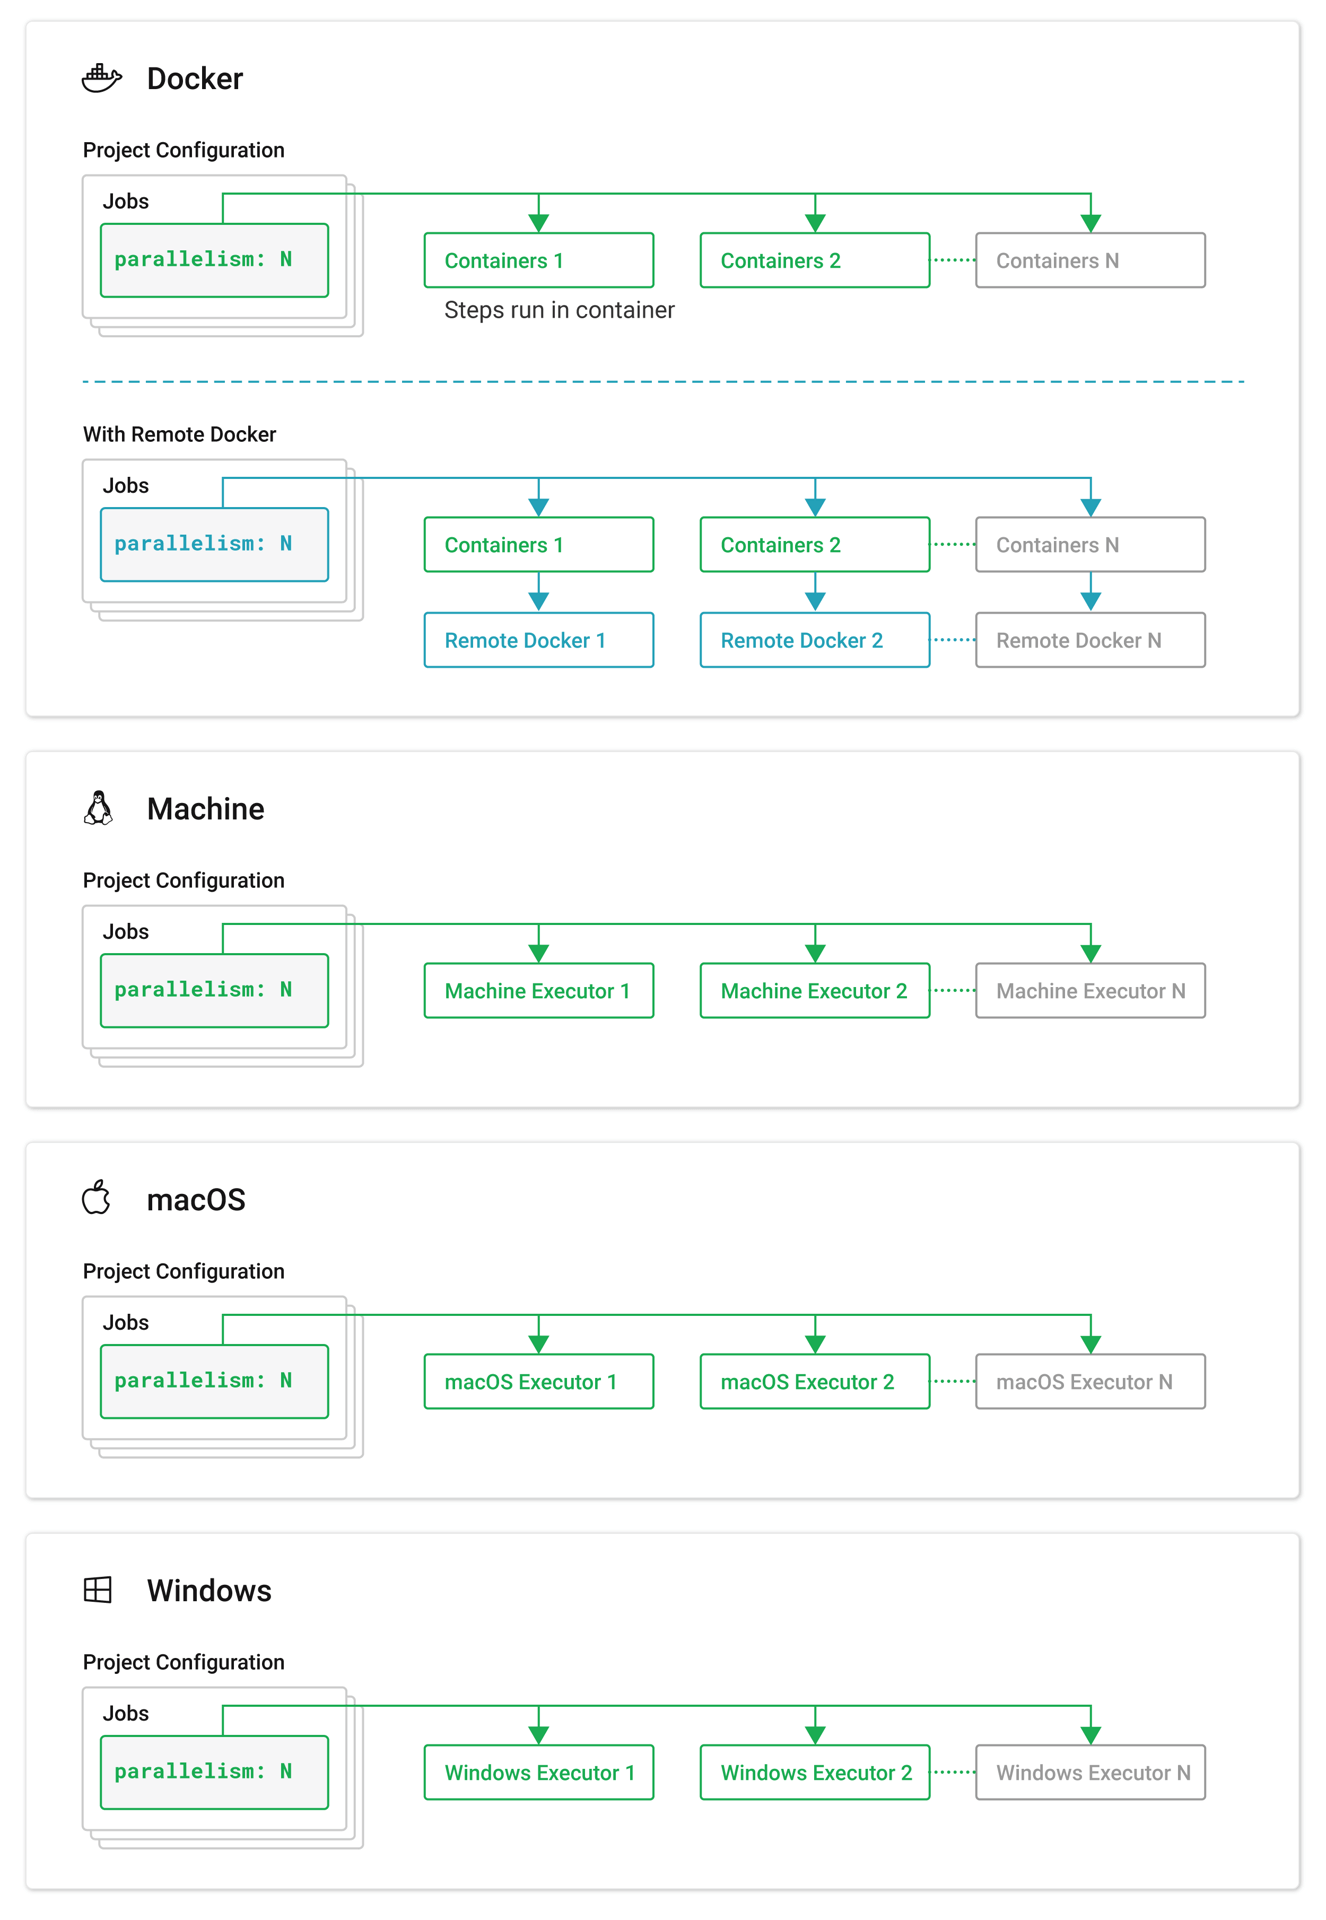 Docker
Project Configuration
Jobs
parallelism: N
Containers 1
Containers 2
Containers N
Steps run in container
With Remote Docker
Jobs
parallelism: N
Containers 1
Containers 2
Containers N
Remote Docker 1
Remote Docker 2
Remote Docker N
Machine
Project Configuration
Jobs
parallelism: N
Machine Executor 1
Machine Executor 2
Machine Executor N
macOS
Project Configuration
Jobs
parallelism: N
macOS Executor 1
macOS Executor 2
macOS Executor N
Windows
Project Configuration
Jobs
parallelism: N
Windows Executor 1
Windows Executor 2
Windows Executor N